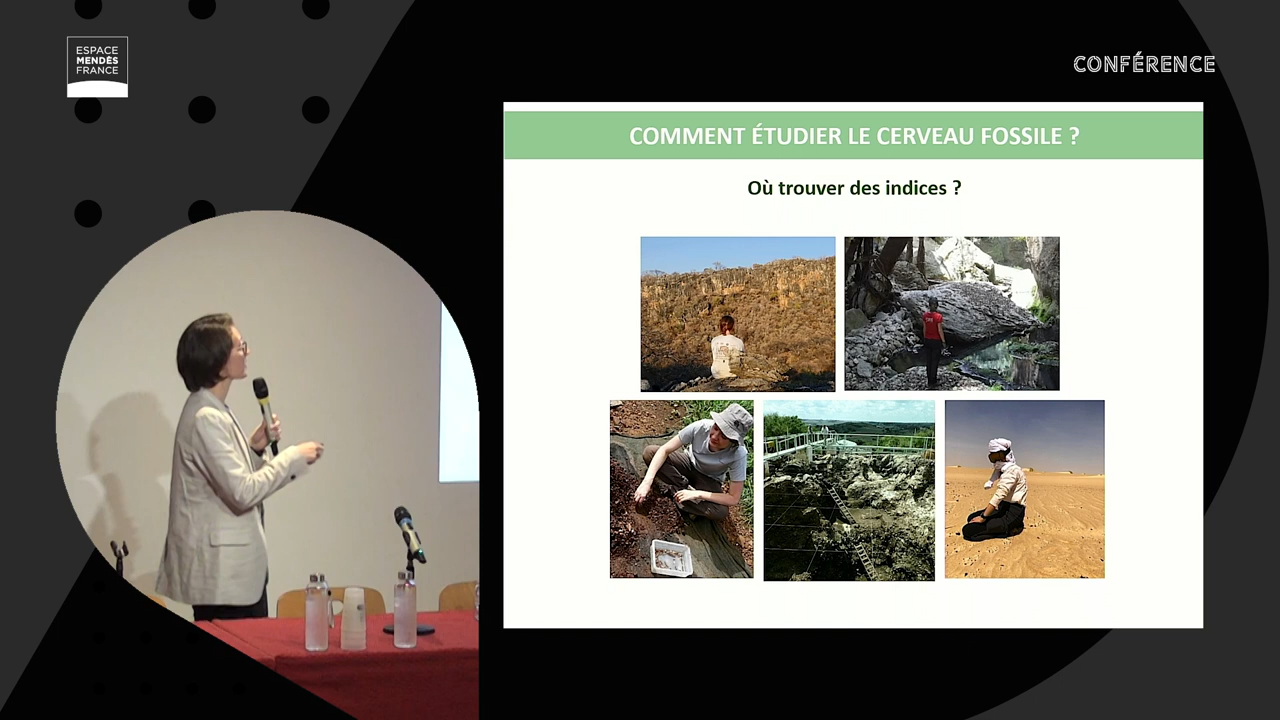 ESPACE
MENDÈS
FRANCE
CONFÉRENCE
COMMENT ÉTUDIER LE CERVEAU FOSSILE ?
Où trouver des indices ?